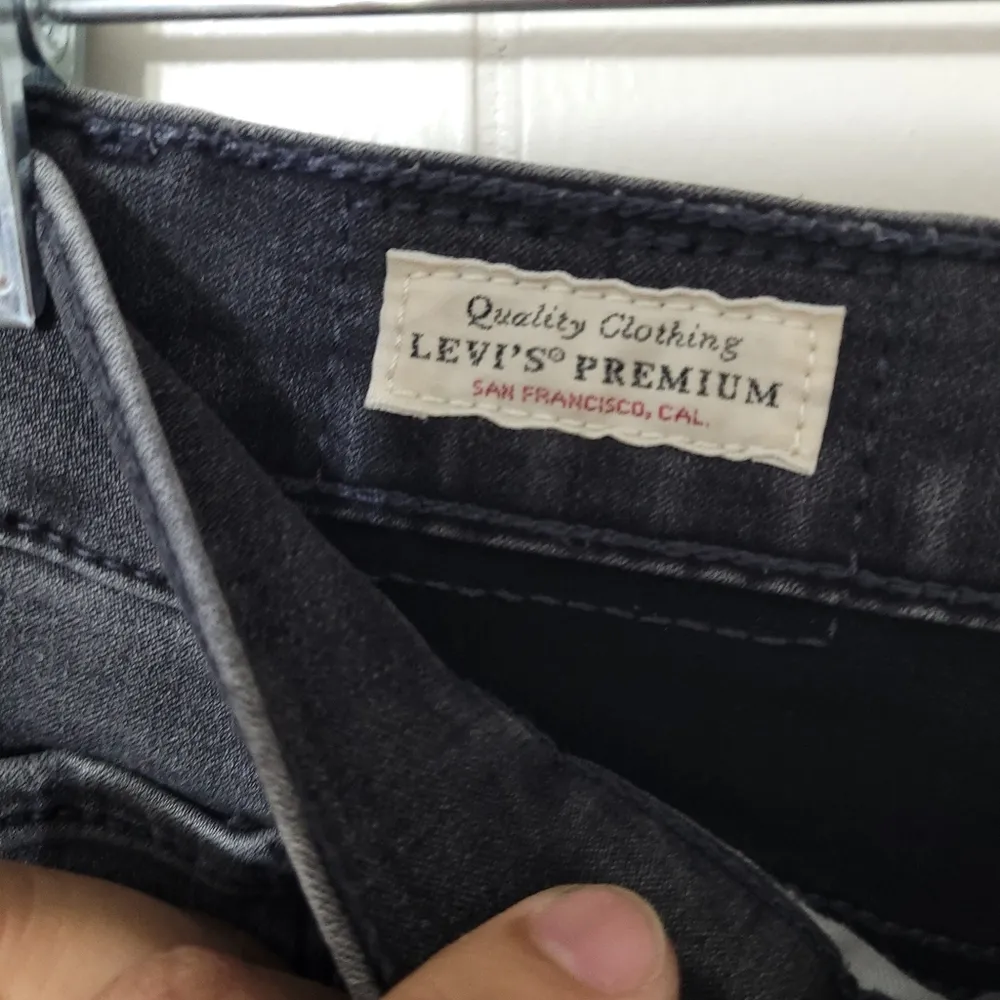 Quality Clothing
LEVI'S® PREMIUM
SAN FRANCISCO, CAL.